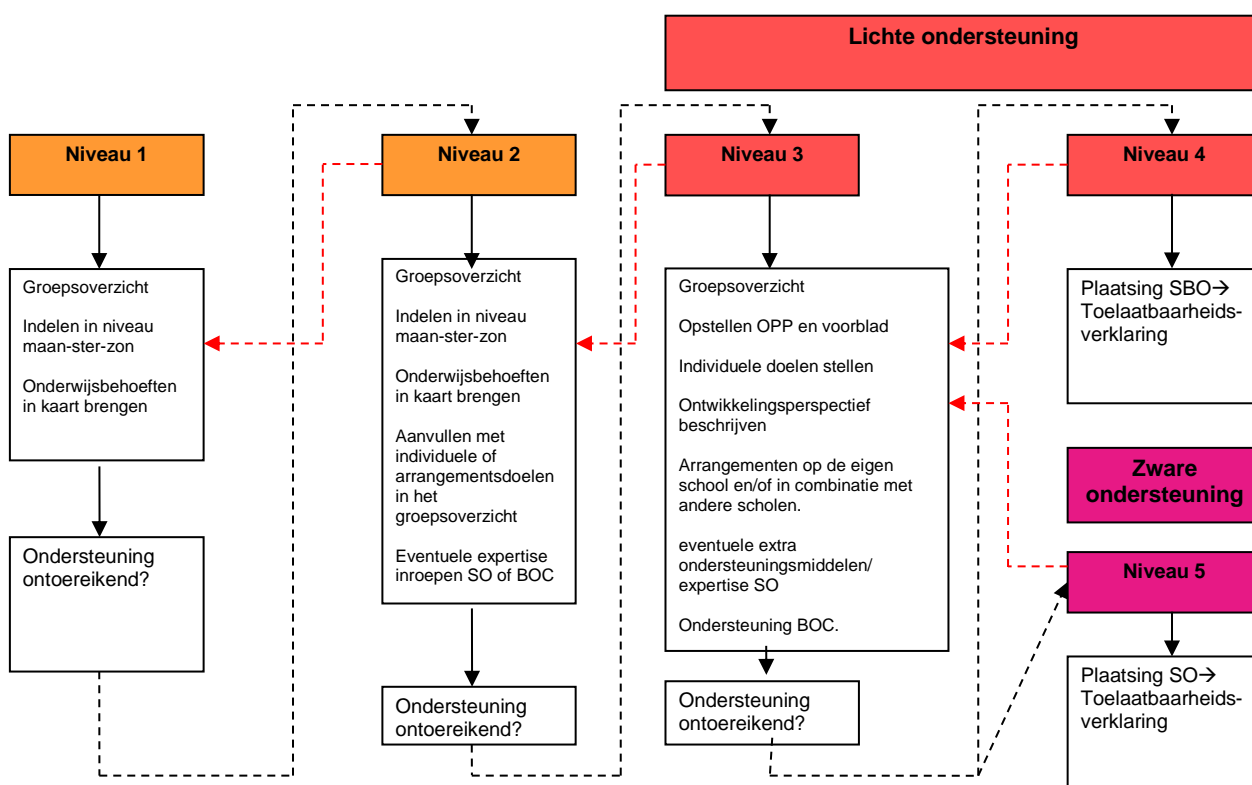 Lichte ondersteuning
Niveau 1
Groepsoverzicht
Indelen in niveau
maan-ster-zon
Onderwijsbehoeften
in kaart brengen
Ondersteuning
ontoereikend?
Niveau 2
Groepsoverzicht
Indelen in niveau
maan-ster-zon
Onderwijsbehoeften
in kaart brengen
Aanvullen met
individuele of
arrangementsdoelen
in het
groepsoverzicht
Eventuele expertise
inroepen SO of BOC
Ondersteuning
ontoereikend?
Niveau 3
Groepsoverzicht
Opstellen OPP en voorblad
Individuele doelen stellen
Ontwikkelingsperspectief
beschrijven
Arrangementen op de eigen
school en/of in combinatie met
andere scholen.
eventuele extra
ondersteuningsmiddelen/
expertise SO
Ondersteuning BOC.
Ondersteuning
ontoereikend?
Niveau 4
Plaatsing SBO→
Toelaatbaarheids-
verklaring
Zware
ondersteuning
Niveau 5
Plaatsing SO→
Toelaatbaarheids-
verklaring